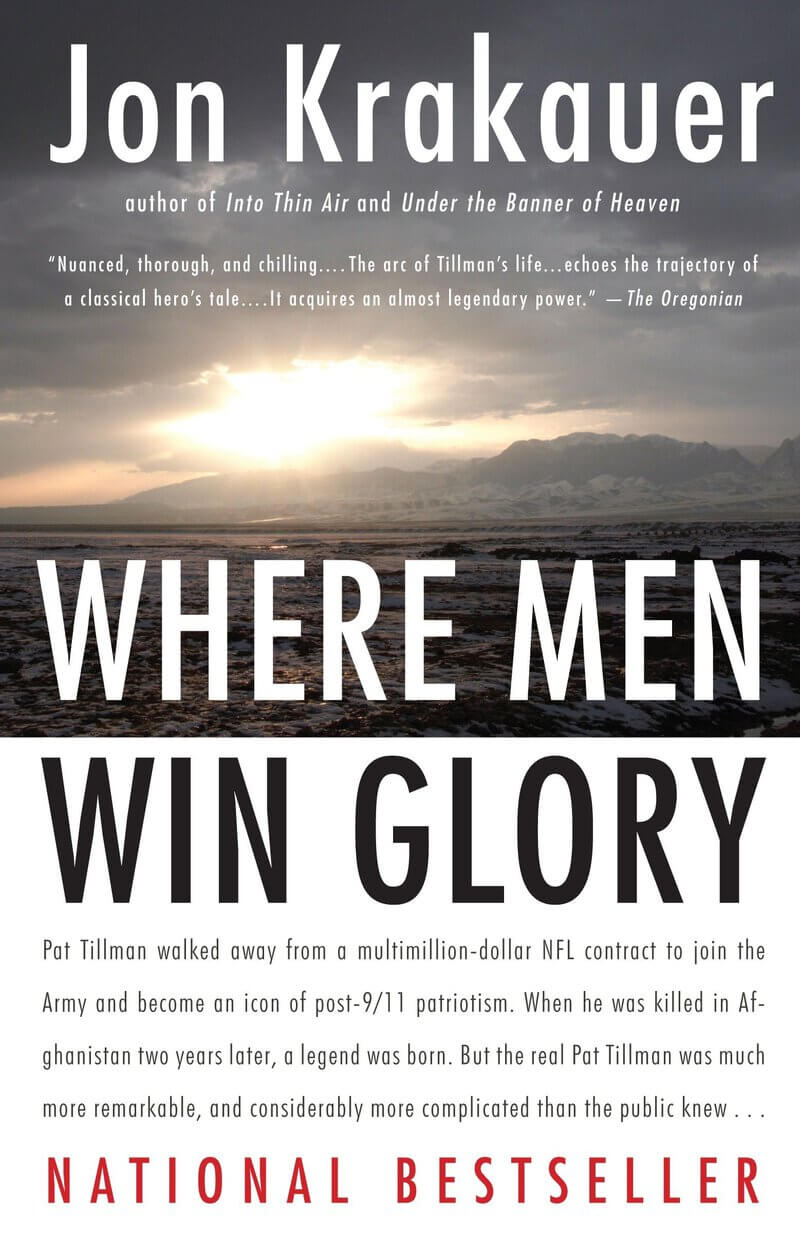 Jon Krakauer
author of Into Thin Air and Under the Banner of Heaven
“Nuanced, thorough, and chilling....The arc of Tillman’s life...echoes the trajectory of
a classical hero’s tale....It acquires an almost legendary power.” —The Oregonian
WHERE MEN
WIN GLORY
Pat Tillman walked away from a multimillion-dollar NFL contract to join the
Army and become an icon of post-9/11 patriotism. When he was killed in Af-
ghanistan two years later, a legend was born. But the real Pat Tillman was much
more remarkable, and considerably more complicated than the public knew . . .
NATIONAL BESTSELLER